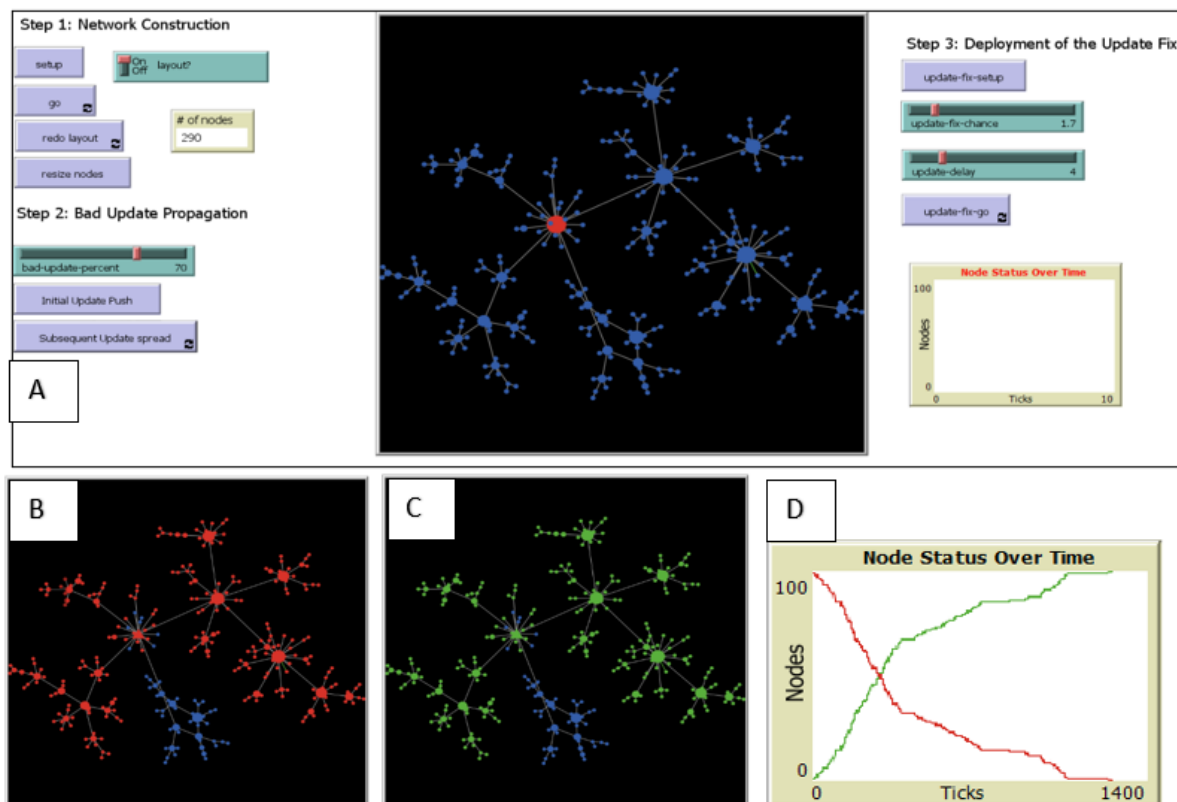 Step 1: Network Construction
setup
On
Off
layout?
go
# of nodes
290
redo layout
resize nodes
Step 2: Bad Update Propagation
bad-update-percent 70
Initial Update Push
Subsequent Update spread
A
Step 3: Deployment of the Update Fix
update-fix-setup
update-fix-chance 1.7
update-delay 4
update-fix-go
Node Status Over Time
100
Nodes
0
0 Ticks 10
B
C
D
Node Status Over Time
100
Nodes
0
0 Ticks 1400